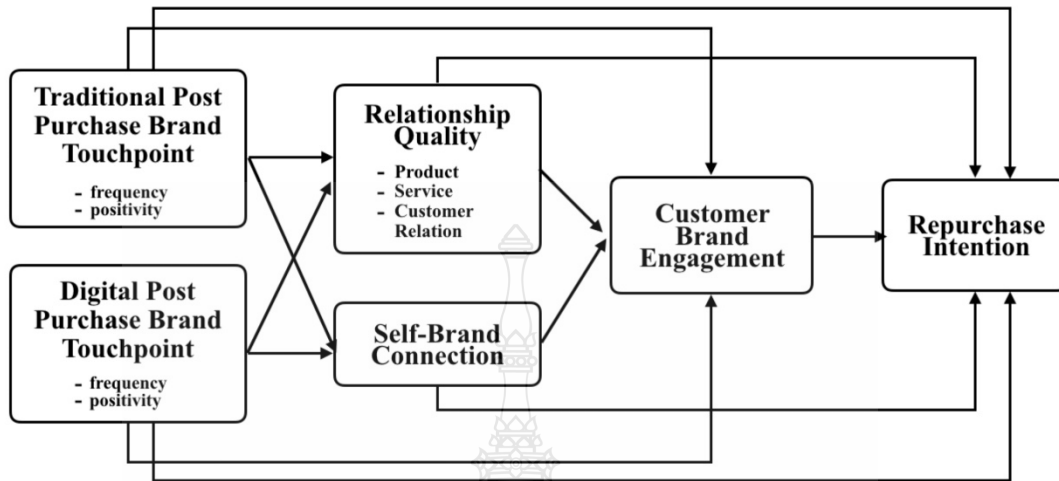 Traditional Post
Purchase Brand
Touchpoint
- frequency
- positivity
Digital Post
Purchase Brand
Touchpoint
- frequency
- positivity
Relationship
Quality
- Product
- Service
- Customer
Relation
Self-Brand
Connection
Customer
Brand
Engagement
Repurchase
Intention